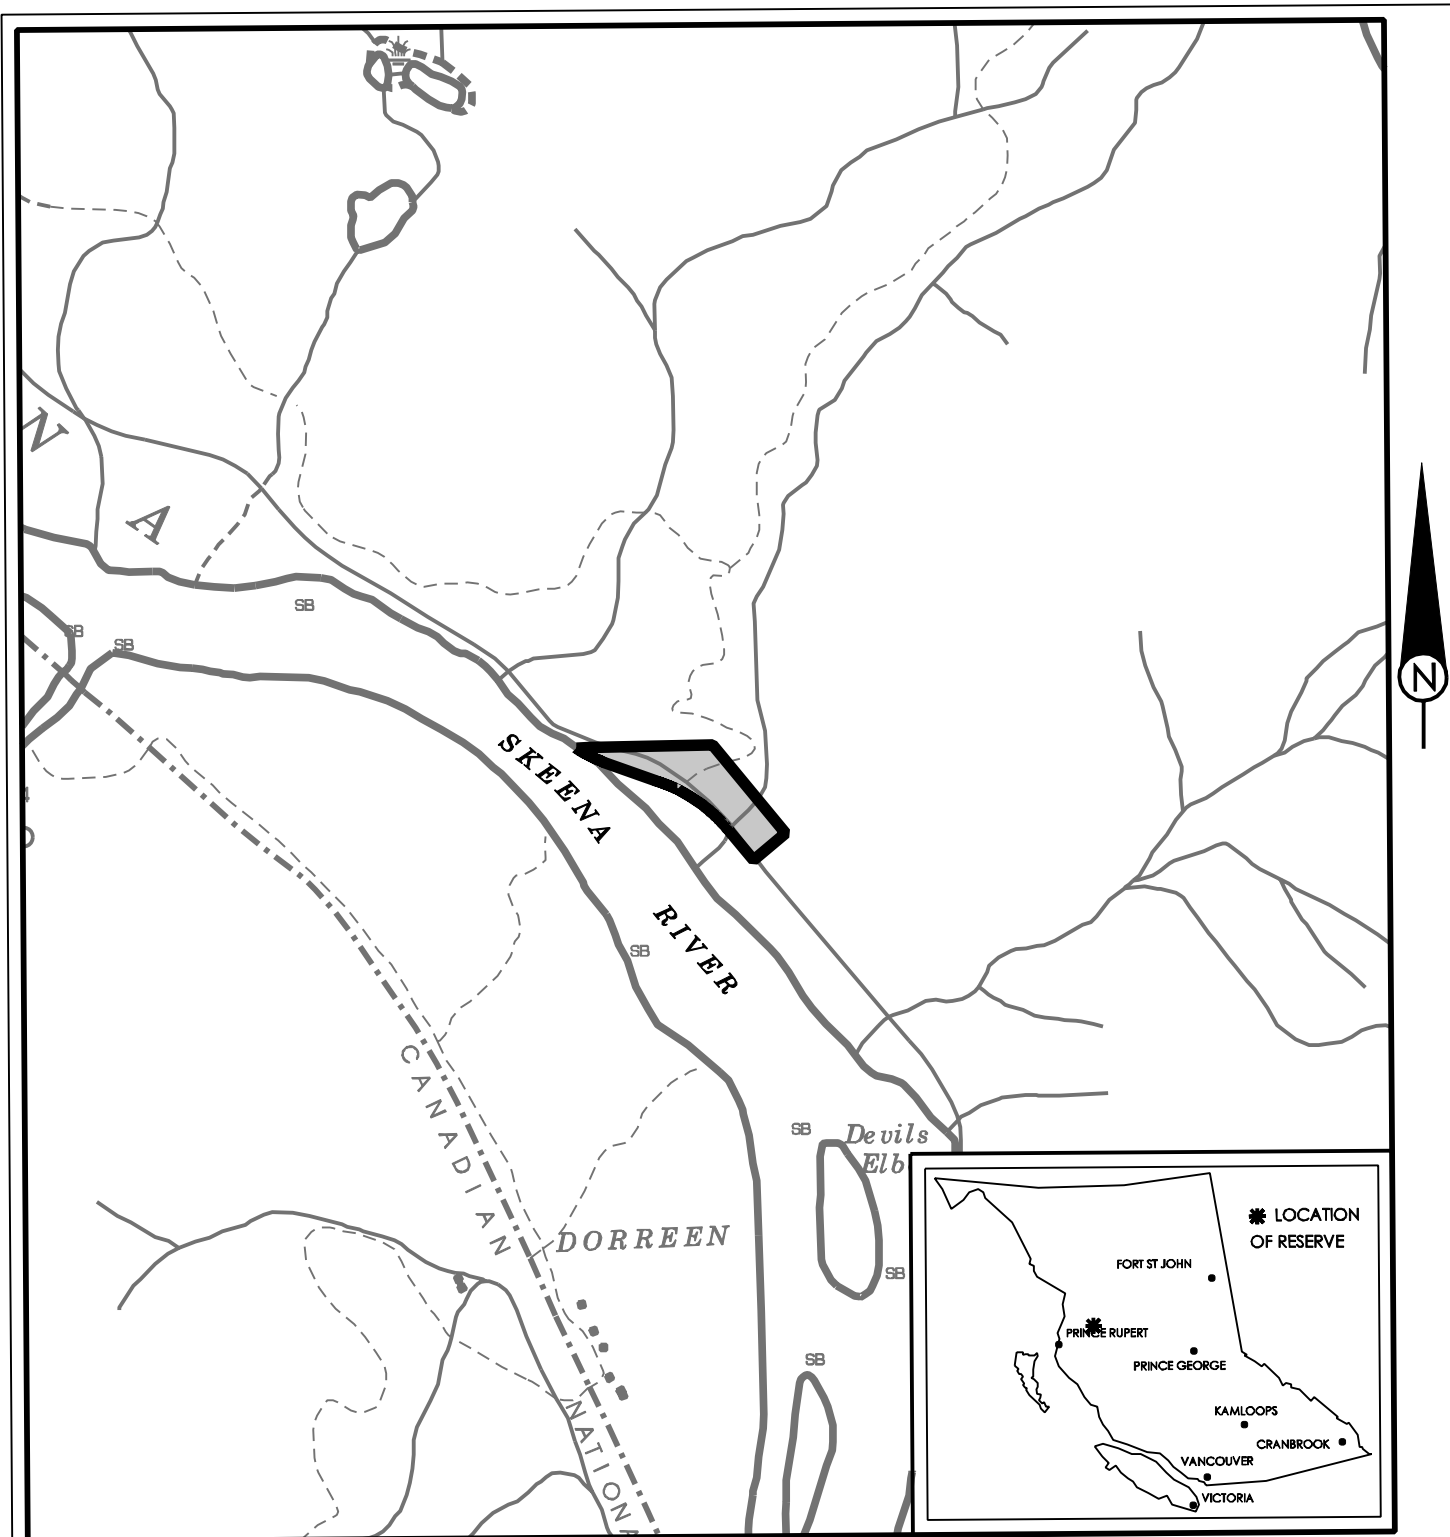 N
A
SB
SB
SB
N
SKEENA
RIVER
SB
CANADIAN
SB
Devils
Elb
DORREEN
SB
SB
NATIONA
LOCATION
OF RESERVE
FORT ST JOHN
PRINCE RUPERT
PRINCE GEORGE
KAMLOOPS
CRANBROOK
VANCOUVER
VICTORIA